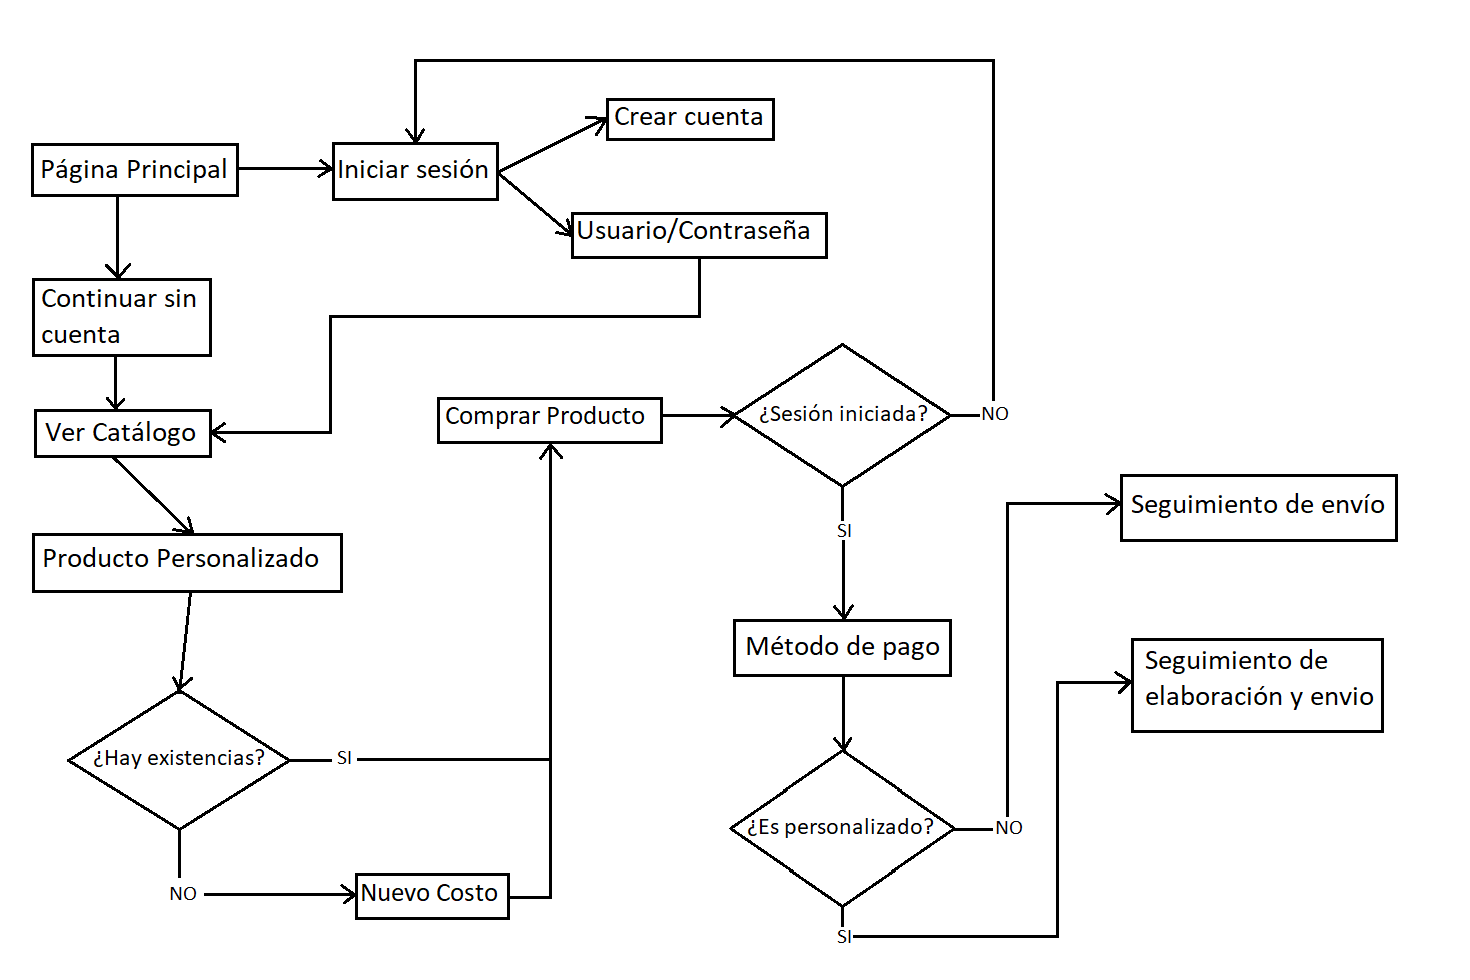 Crear cuenta
Página Principal
Iniciar sesión
Usuario/Contraseña
Continuar sin
cuenta
Ver Catálogo
Comprar Producto
¿Sesión iniciada?
NO
SI
Seguimiento de envío
Producto Personalizado
Método de pago
Seguimiento de
elaboración y envio
¿Hay existencias?
SI
¿Es personalizado?
NO
NO
Nuevo Costo
SI